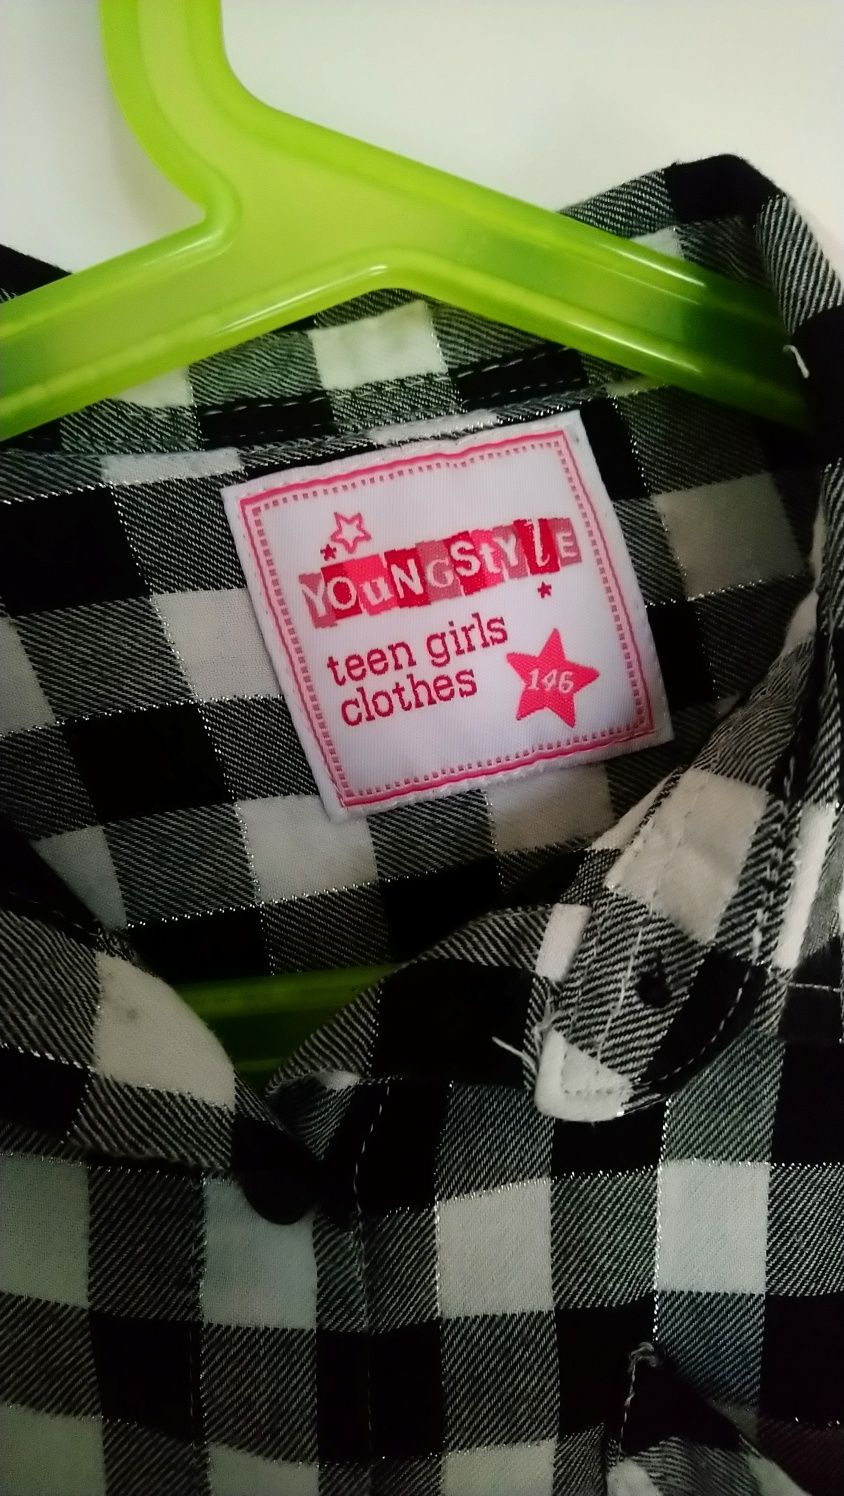 YOuNGStYlE
teen girls
clothes
146